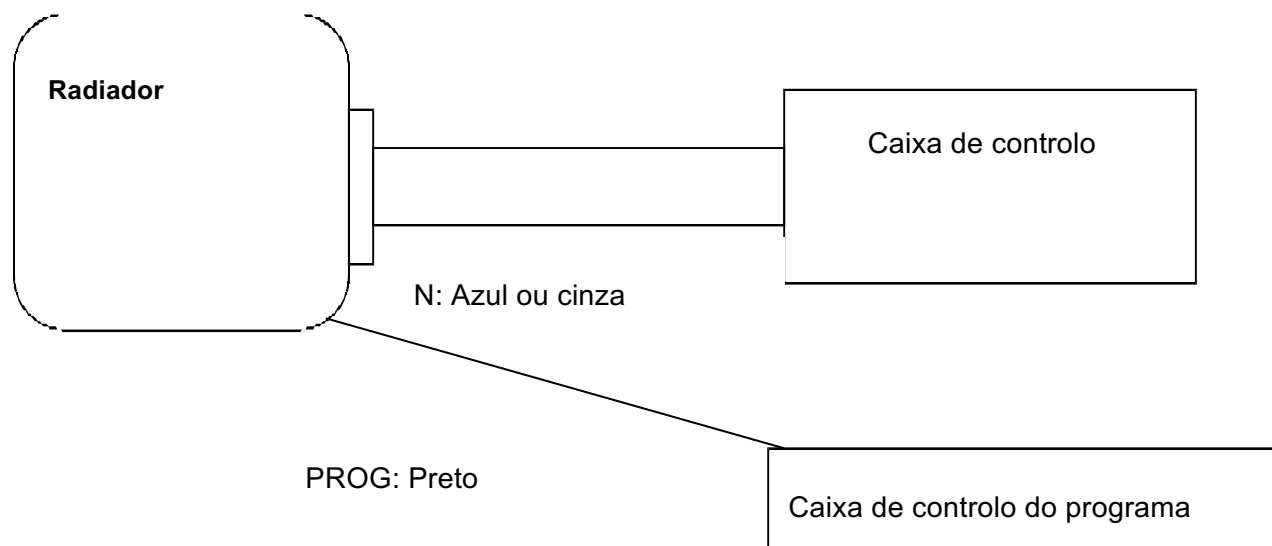 Radiador
Caixa de controlo
N: Azul ou cinza
PROG: Preto
Caixa de controlo do programa